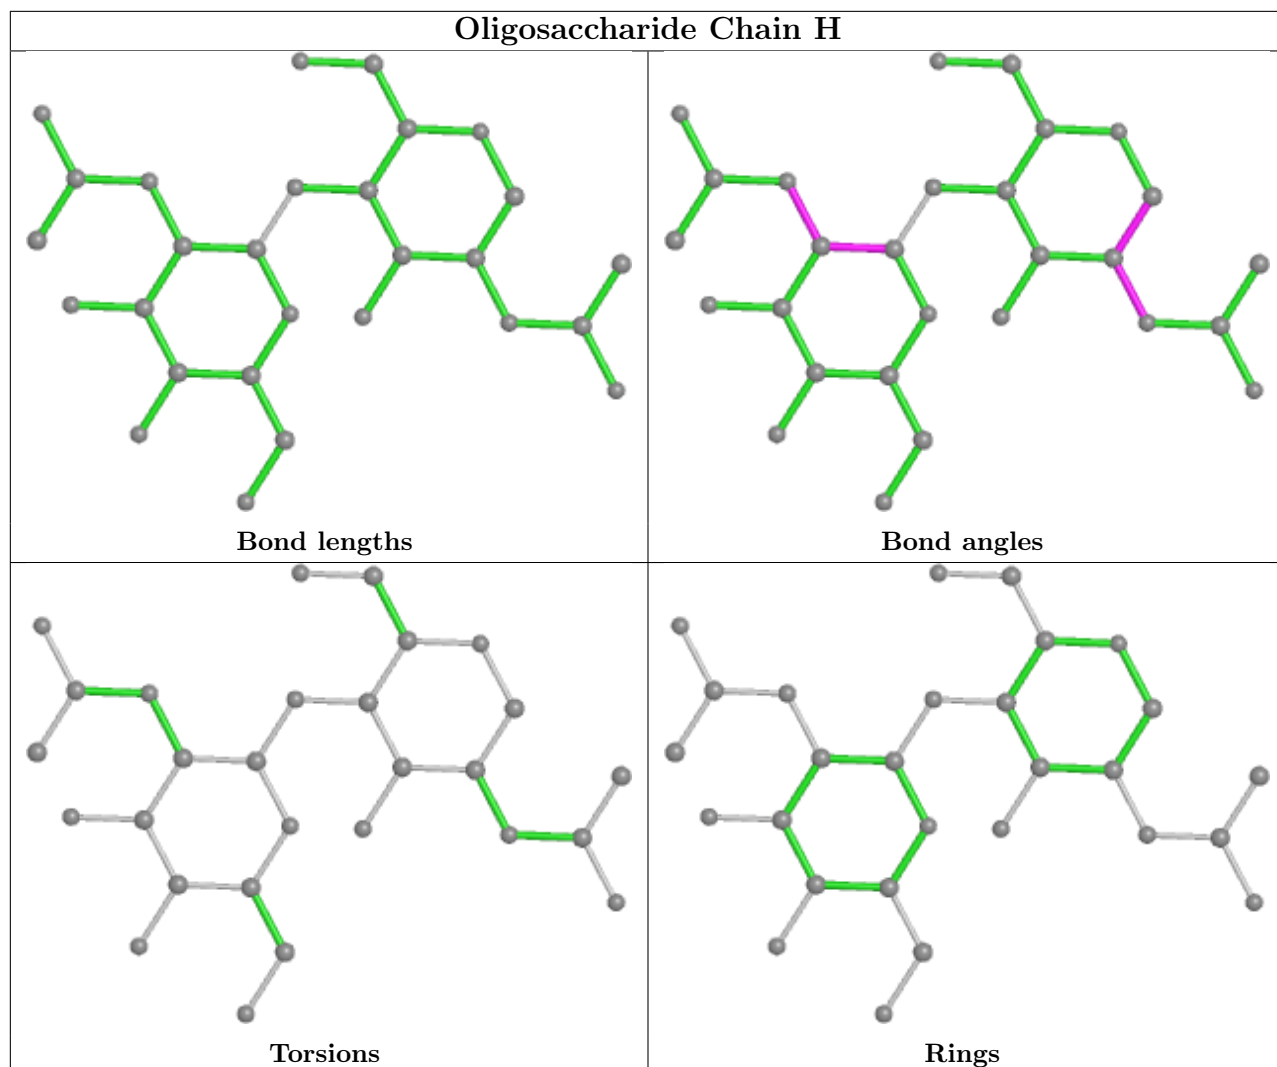 Oligosaccharide Chain H
Bond lengths
Bond angles
Torsions
Rings